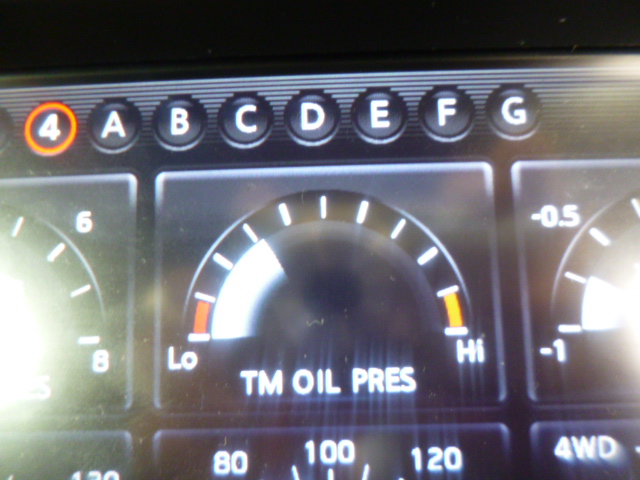 4 A B C D E F G
6
-0.5
8
Lo
Hi
-1
TM OIL PRES
80
100
120
4WD